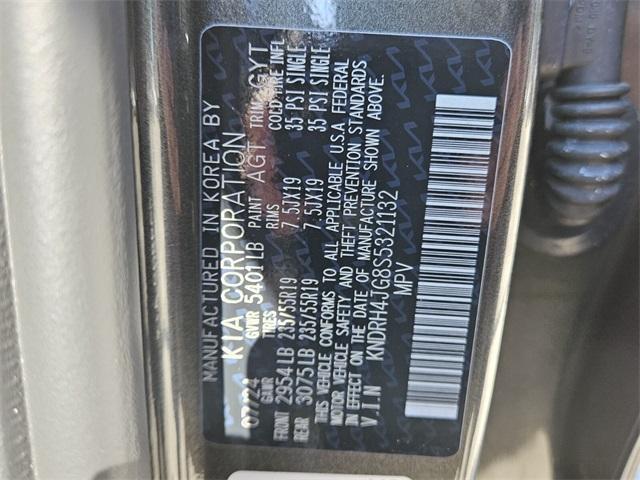 MANUFACTURED IN KOREA BY
KIA CORPORATION
07/24 GVWR 5401LB PAINT AGT TRIM GYT
GAWR TIRES RIMS COLD TIRE INFL
FRONT 2954LB 235/55R19 7.5JX19 35 PSI SINGLE
REAR 3075LB 235/55R19 7.5JX19 35 PSI SINGLE
THIS VEHICLE CONFORMS TO ALL APPLICABLE U.S.A. FEDERAL
MOTOR VEHICLE SAFETY AND THEFT PREVENTION STANDARDS
IN EFFECT ON THE DATE OF MANUFACTURE SHOWN ABOVE.
V.I.N KNDRH4JG8S5321132
MPV